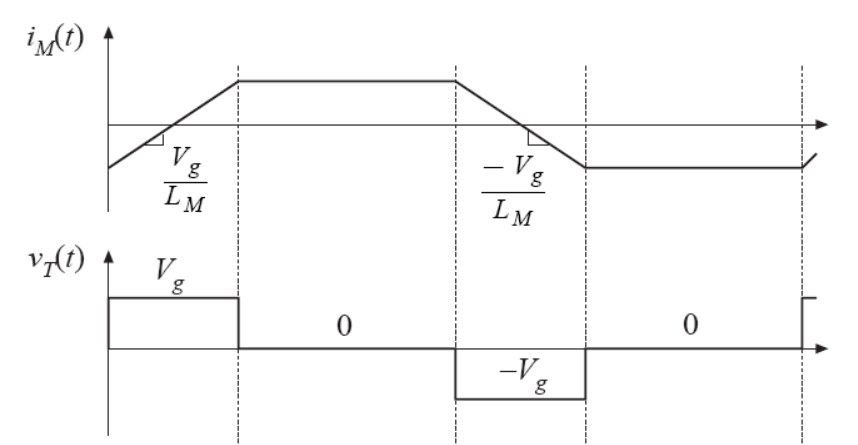 i_M(t)
V_g
L_M
– V_g
L_M
v_T(t)
V_g
0
0
–V_g